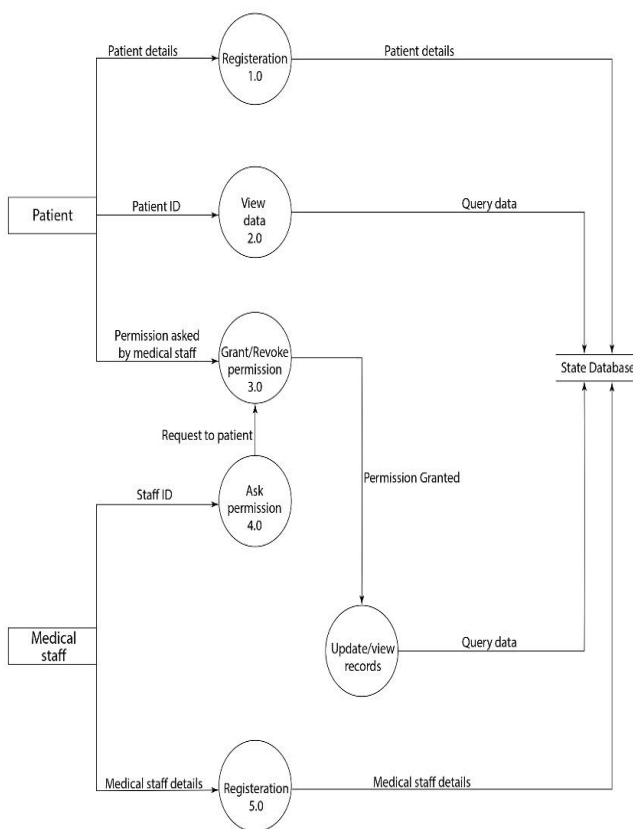 Patient details
Registeration
1.0
Patient details
Patient
Patient ID
View
data
2.0
Query data
Permission asked
by medical staff
Grant/Revoke
permission
3.0
State Database
Request to patient
Permission Granted
Staff ID
Ask
permission
4.0
Medical
staff
Update/view
records
Query data
Medical staff details
Registeration
5.0
Medical staff details